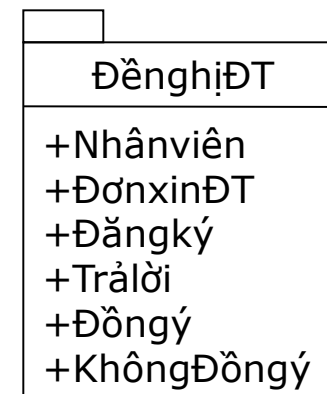 ĐềnghịĐT
+Nhânviên
+ĐơnxinĐT
+Đăngký
+Trảlời
+Đồngý
+KhôngĐồngý